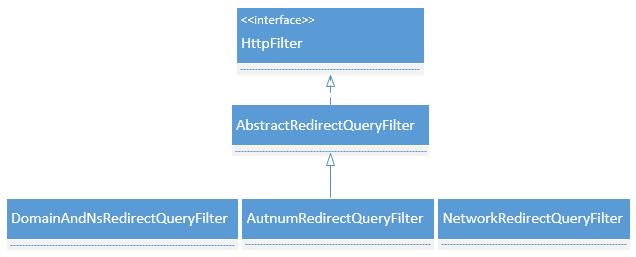 <<interface>>
HttpFilter
AbstractRedirectQueryFilter
DomainAndNsRedirectQueryFilter
AutnumRedirectQueryFilter
NetworkRedirectQueryFilter